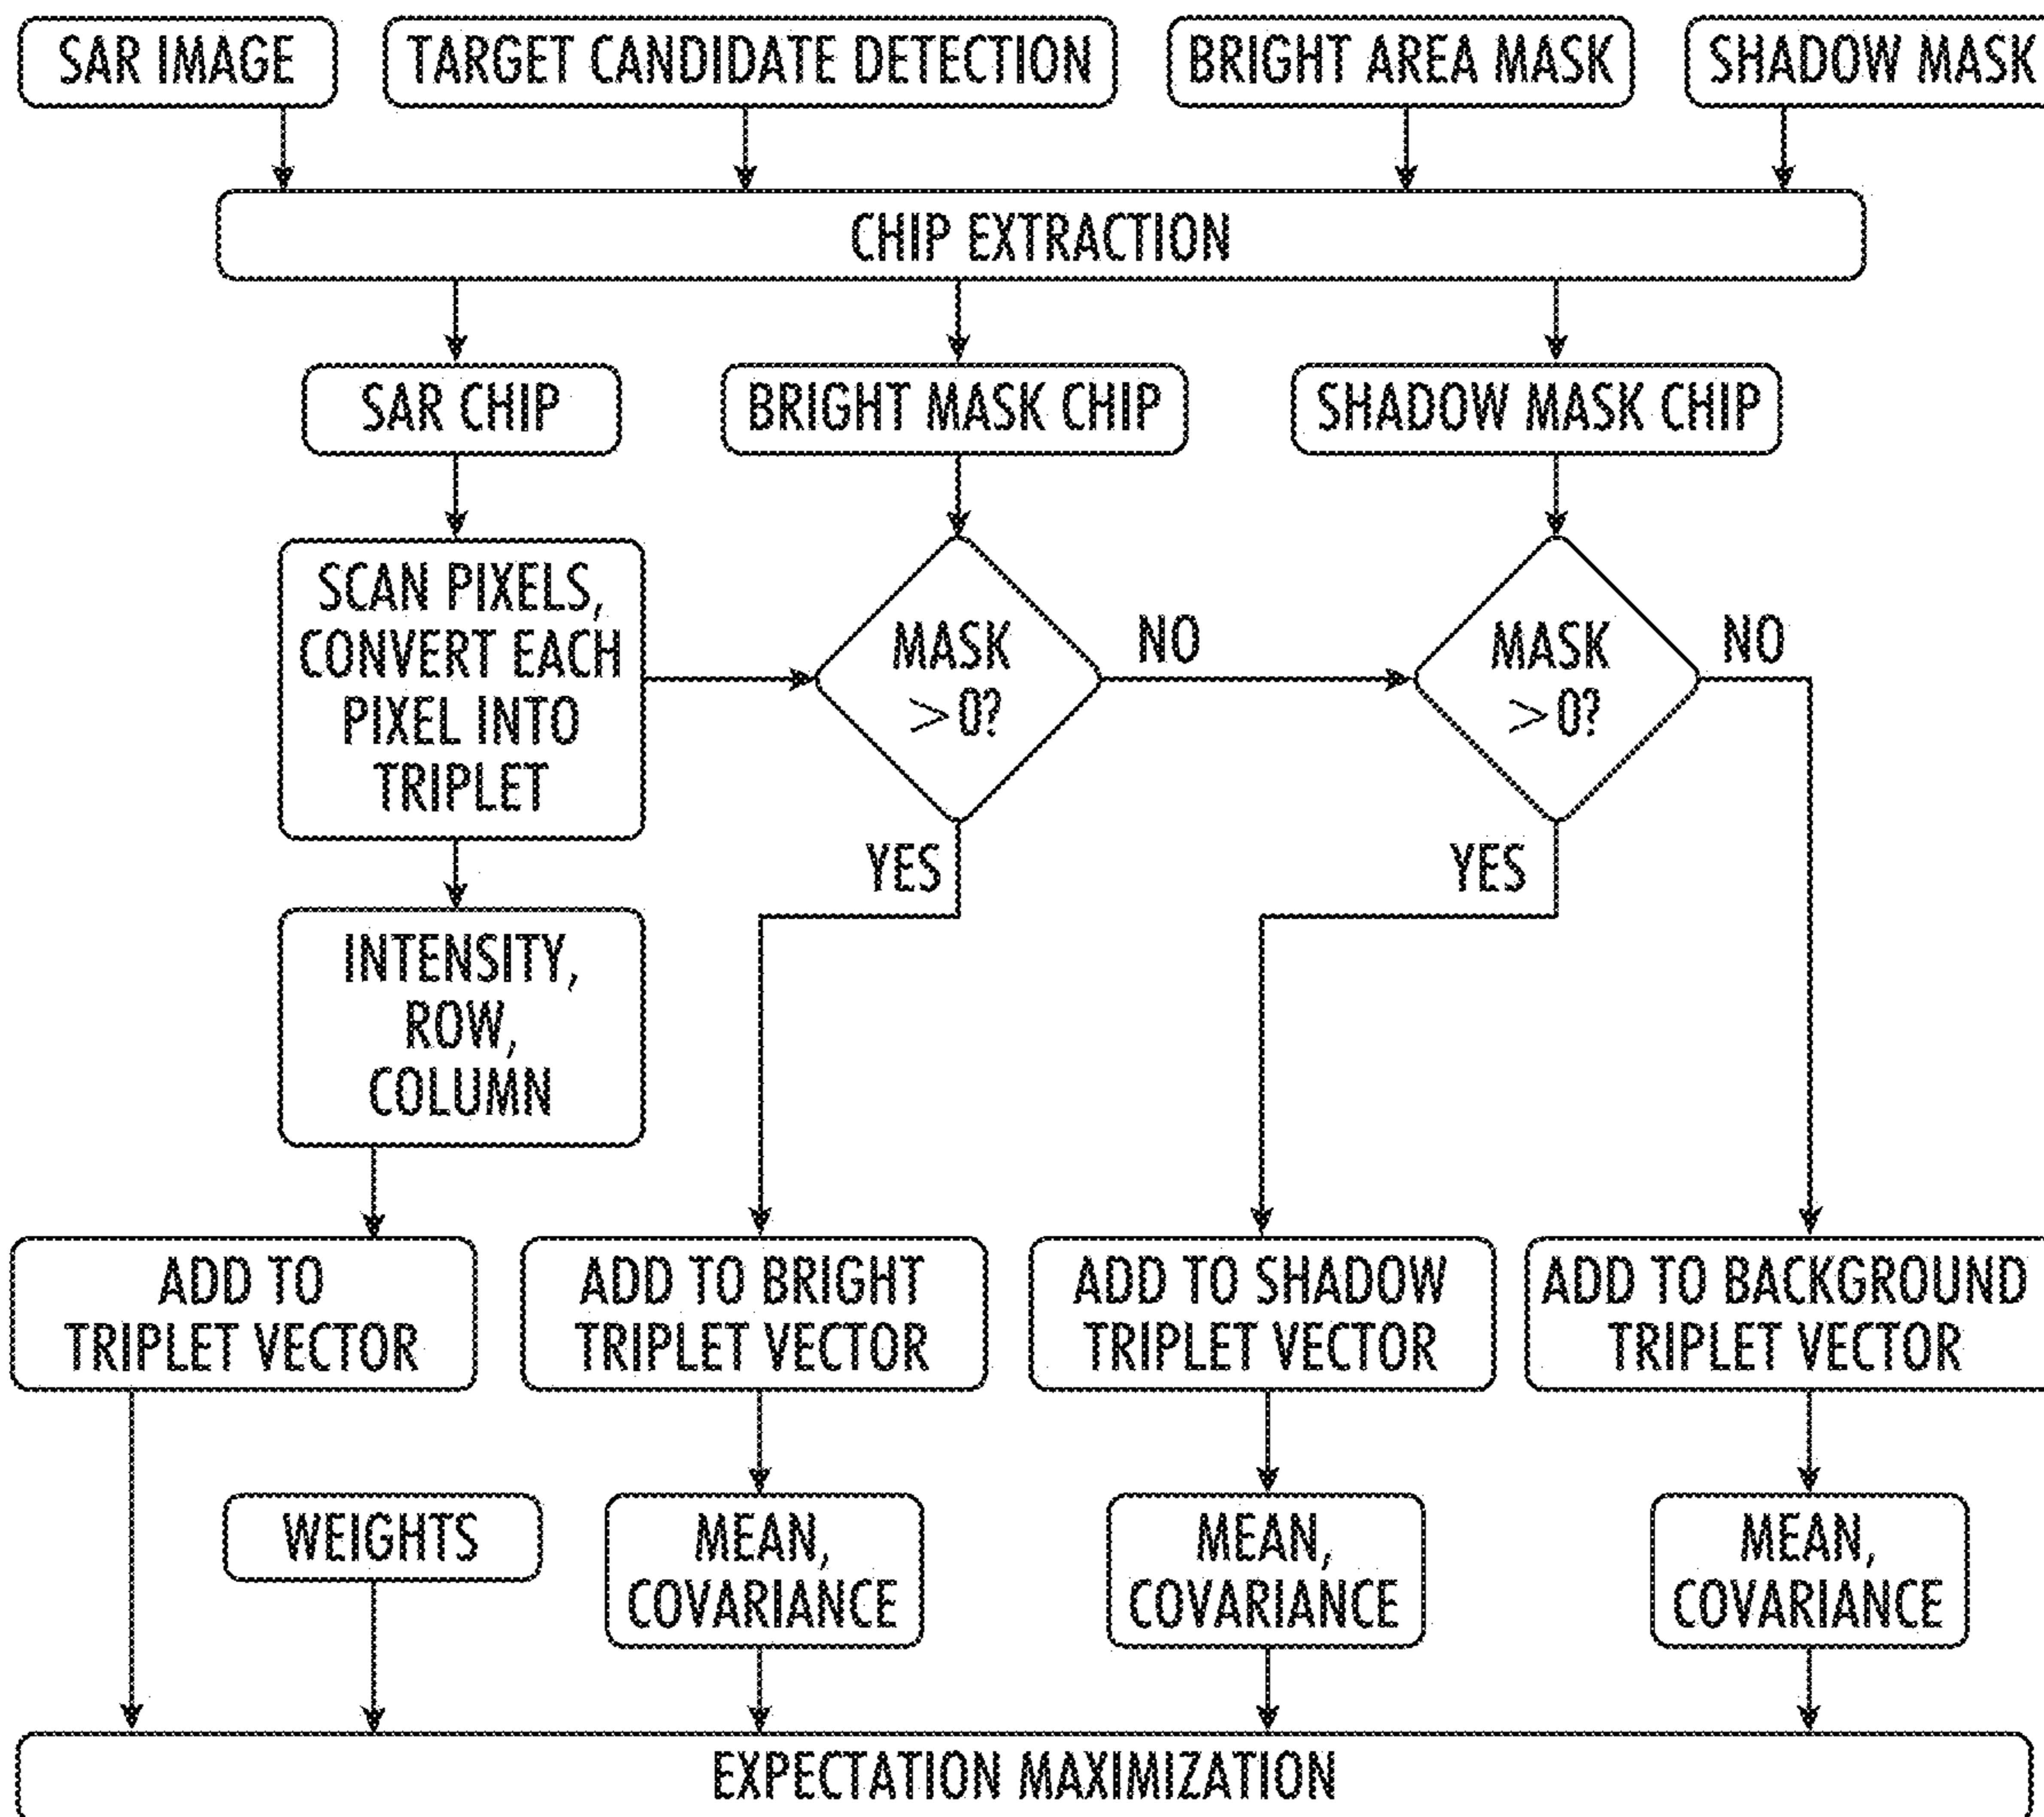 SAR IMAGE
TARGET CANDIDATE DETECTION
BRIGHT AREA MASK
SHADOW MASK
CHIP EXTRACTION
SAR CHIP
BRIGHT MASK CHIP
SHADOW MASK CHIP
SCAN PIXELS,
CONVERT EACH
PIXEL INTO
TRIPLET
MASK
>0?
NO
MASK
>0?
NO
YES
YES
INTENSITY,
ROW,
COLUMN
ADD TO
TRIPLET VECTOR
ADD TO BRIGHT
TRIPLET VECTOR
ADD TO SHADOW
TRIPLET VECTOR
ADD TO BACKGROUND
TRIPLET VECTOR
WEIGHTS
MEAN,
COVARIANCE
MEAN,
COVARIANCE
MEAN,
COVARIANCE
EXPECTATION MAXIMIZATION